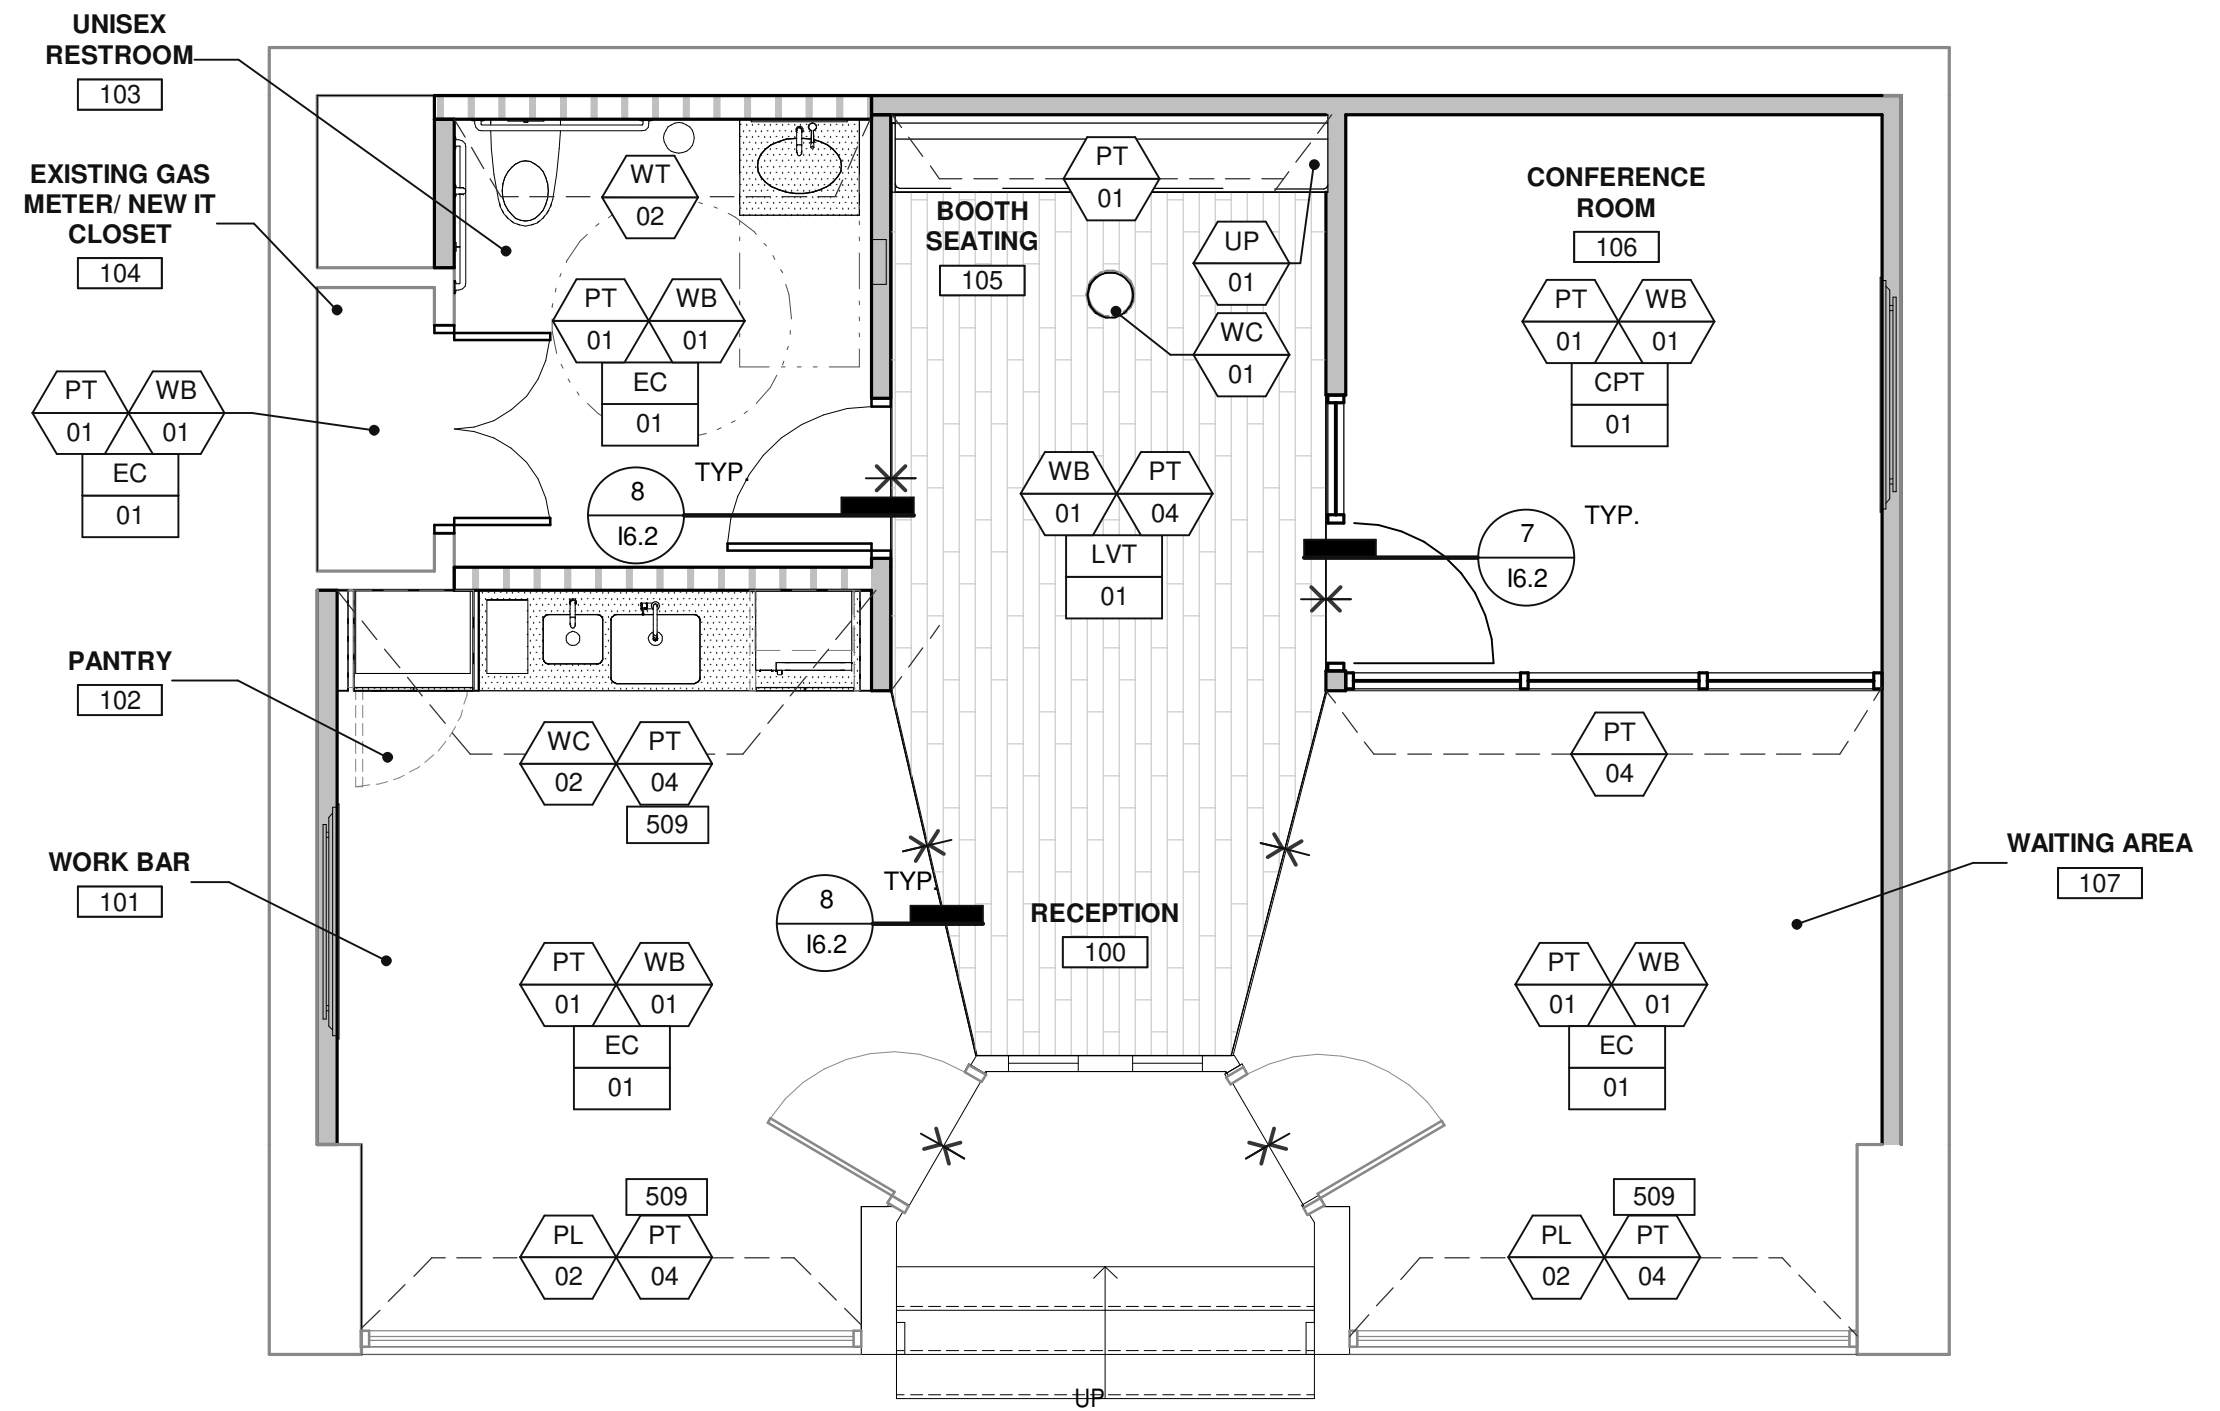 UNISEX
RESTROOM
103
EXISTING GAS
METER/ NEW IT
CLOSET
104
PT
01
WB
01
EC
01
PANTRY
102
WORK BAR
101
WT
02
PT
01
WB
01
EC
01
TYP.
8
I6.2
BOOTH
SEATING
105
PT
01
UP
01
WC
01
WB
01
PT
04
LVT
01
CONFERENCE
ROOM
106
PT
01
WB
01
CPT
01
TYP.
7
I6.2
WC
02
PT
04
509
PT
04
TYP.
8
I6.2
RECEPTION
100
WAITING AREA
107
PT
01
WB
01
EC
01
PT
01
WB
01
EC
01
509
PL
02
PT
04
509
PL
02
PT
04
UP